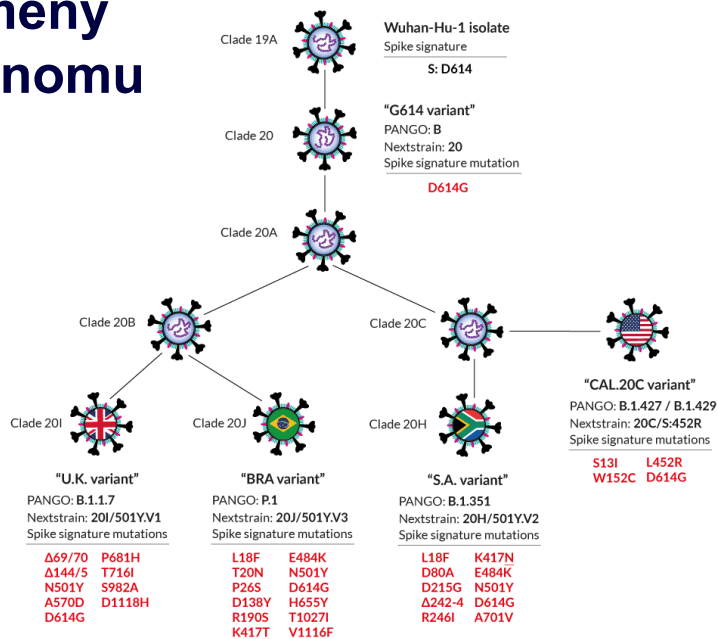 meny
nomu
Clade 19A
Wuhan-Hu-1 isolate
Spike signature
S: D614
Clade 20
“G614 variant”
PANGO: B
Nextstrain: 20
Spike signature mutation
D614G
Clade 20A
Clade 20B
Clade 20C
“CAL.20C variant”
PANGO: B.1.427 / B.1.429
Nextstrain: 20C/S:452R
Spike signature mutations
S13I L452R
W152C D614G
Clade 20I
“U.K. variant”
PANGO: B.1.1.7
Nextstrain: 20I/501Y.V1
Spike signature mutations
Δ69/70 P681H
Δ144/5 T716I
N501Y S982A
A570D D1118H
D614G
Clade 20J
“BRA variant”
PANGO: P.1
Nextstrain: 20J/501Y.V3
Spike signature mutations
L18F E484K
T20N N501Y
P26S D614G
D138Y H655Y
R190S T1027I
K417T V1116F
Clade 20H
“S.A. variant”
PANGO: B.1.351
Nextstrain: 20H/501Y.V2
Spike signature mutations
L18F K417N
D80A E484K
D215G N501Y
Δ242-4 D614G
R246I A701V